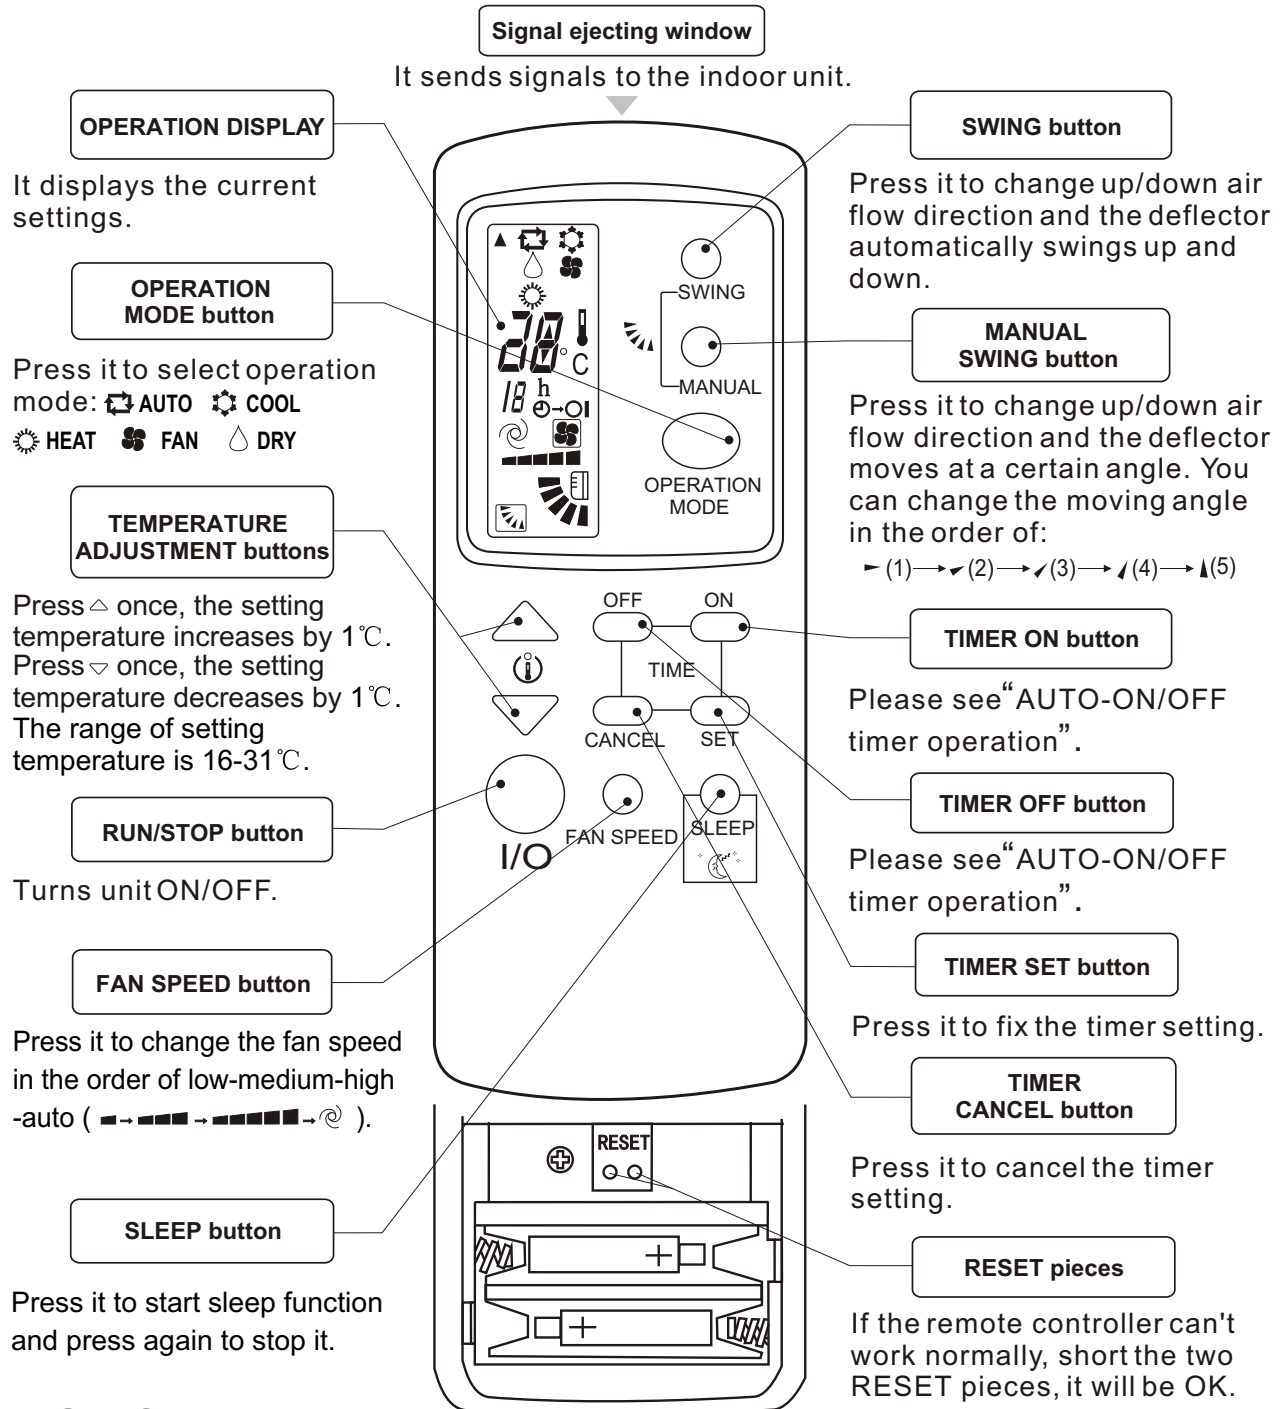 Signal ejecting window
It sends signals to the indoor unit.
OPERATION DISPLAY
It displays the current
settings.
OPERATION
MODE button
Press it to select operation
mode: AUTO COOL
HEAT FAN DRY
TEMPERATURE
ADJUSTMENT buttons
Press △ once, the setting
temperature increases by 1℃.
Press ▽ once, the setting
temperature decreases by 1℃.
The range of setting
temperature is 16-31℃.
RUN/STOP button
Turns unit ON/OFF.
FAN SPEED button
Press it to change the fan speed
in the order of low-medium-high
-auto ( → → → ).
SLEEP button
Press it to start sleep function
and press again to stop it.
28°C
18 h
SWING
MANUAL
OPERATION
MODE
OFF ON
TIME
CANCEL SET
I/O
FAN SPEED
SLEEP
RESET
+
+
SWING button
Press it to change up/down air
flow direction and the deflector
automatically swings up and
down.
MANUAL
SWING button
Press it to change up/down air
flow direction and the deflector
moves at a certain angle. You
can change the moving angle
in the order of:
(1)→(2)→(3)→(4)→(5)
TIMER ON button
Please see“AUTO-ON/OFF
timer operation”.
TIMER OFF button
Please see“AUTO-ON/OFF
timer operation”.
TIMER SET button
Press it to fix the timer setting.
TIMER
CANCEL button
Press it to cancel the timer
setting.
RESET pieces
If the remote controller can't
work normally, short the two
RESET pieces, it will be OK.